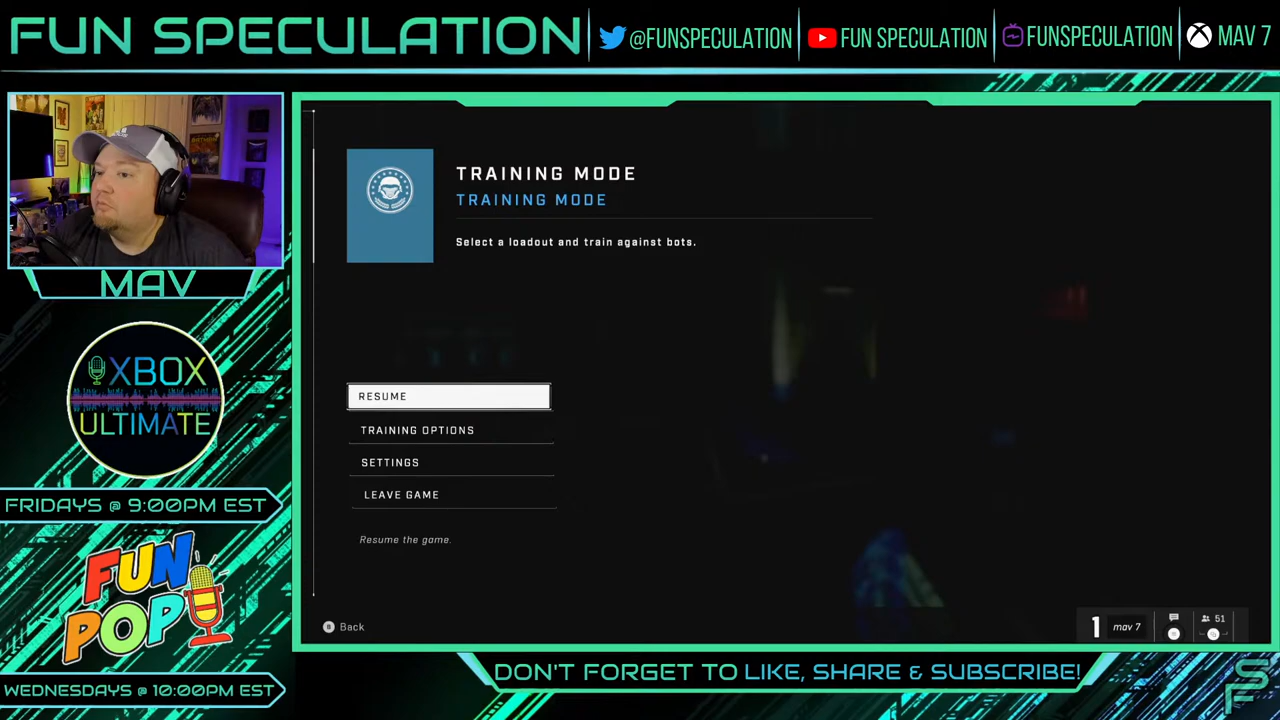 FUN SPECULATION
@FUNSPECULATION
FUN SPECULATION
FUNSPECULATION
MAV 7
MAV
XBOX
ULTIMATE
FRIDAYS @ 9:00PM EST
FUN
POP
WEDNESDAYS @ 10:00PM EST
TRAINING MODE
TRAINING MODE
Select a loadout and train against bots.
RESUME
TRAINING OPTIONS
SETTINGS
LEAVE GAME
Resume the game.
B Back
1 mav 7 51
DON'T FORGET TO LIKE, SHARE & SUBSCRIBE!
SF